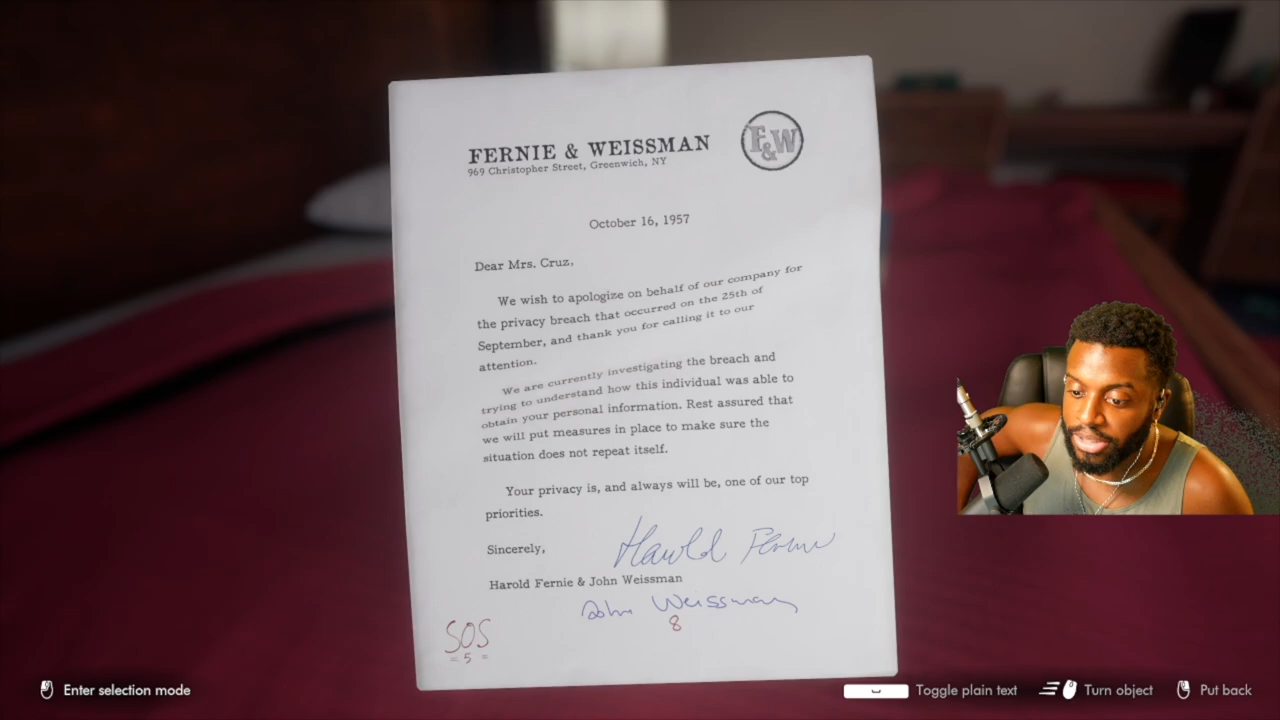 FERNIE & WEISSMAN
F&W
969 Christopher Street, Greenwich, NY
October 16, 1957
Dear Mrs. Cruz,
We wish to apologize on behalf of our company for
the privacy breach that occurred on the 25th of
September, and thank you for calling it to our
attention.
We are currently investigating the breach and
trying to understand how this individual was able to
obtain your personal information. Rest assured that
we will put measures in place to make sure the
situation does not repeat itself.
Your privacy is, and always will be, one of our top
priorities.
Sincerely,
Harold Fernie
Harold Fernie & John Weissman
John Weissman
8
SOS
= 5 =
Enter selection mode
Toggle plain text
Turn object
Put back